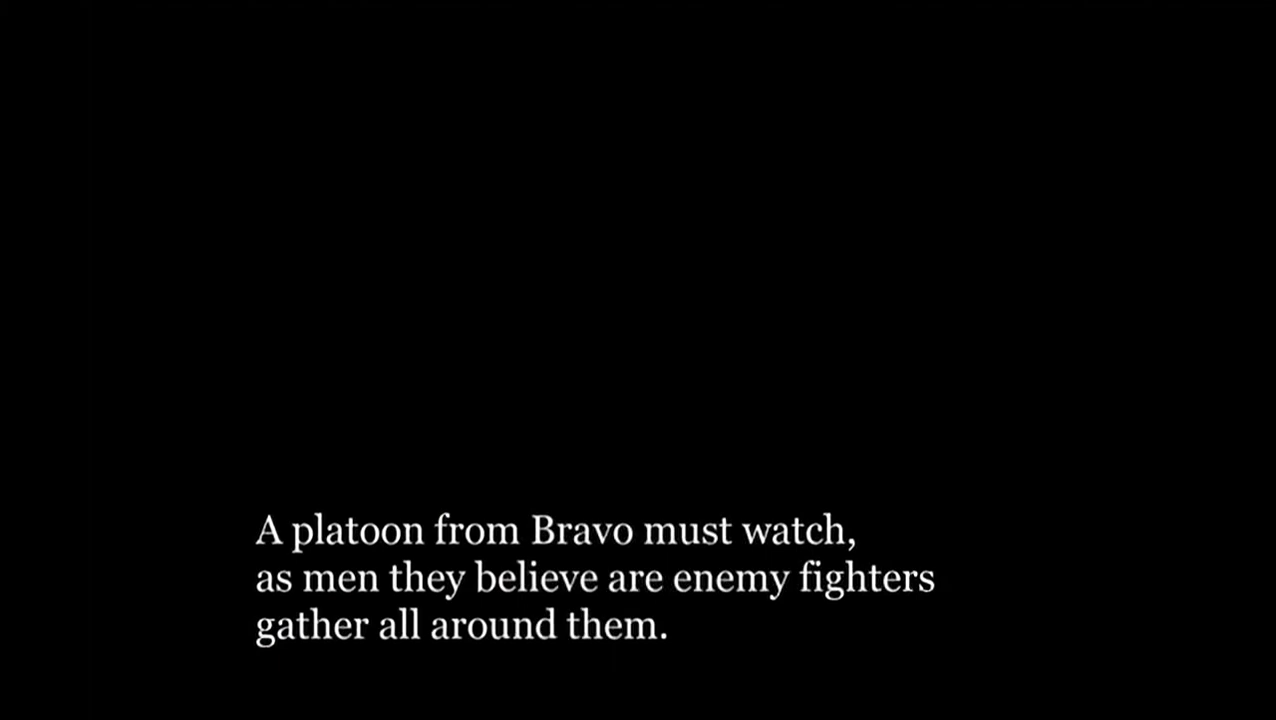 A platoon from Bravo must watch,
as men they believe are enemy fighters
gather all around them.